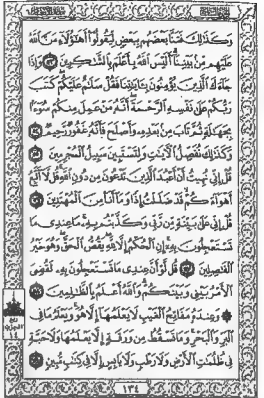 وَكَذَٰلِكَ فَتَنَّا بَعْضَهُم بِبَعْضٍ لِّيَقُولُوٓا۟ أَهَٰٓؤُلَآءِ مَنَّ ٱللَّهُ
عَلَيْهِم مِّنۢ بَيْنِنَآ أَلَيْسَ ٱللَّهُ بِأَعْلَمَ بِٱلشَّٰكِرِينَ ٥٣ وَإِذَا
جَآءَكَ ٱلَّذِينَ يُؤْمِنُونَ بِـَٔايَٰتِنَا فَقُلْ سَلَٰمٌ عَلَيْكُمْ كَتَبَ
رَبُّكُمْ عَلَىٰ نَفْسِهِ ٱلرَّحْمَةَ أَنَّهُۥ مَنْ عَمِلَ مِنكُمْ سُوٓءًۢا
بِجَهَٰلَةٍ ثُمَّ تَابَ مِنۢ بَعْدِهِۦ وَأَصْلَحَ فَأَنَّهُۥ غَفُورٌ رَّحِيمٌ ٥٤
وَكَذَٰلِكَ نُفَصِّلُ ٱلْـَٔايَٰتِ وَلِتَسْتَبِينَ سَبِيلُ ٱلْمُجْرِمِينَ ٥٥
قُلْ إِنِّى نُهِيتُ أَنْ أَعْبُدَ ٱلَّذِينَ تَدْعُونَ مِن دُونِ ٱللَّهِ قُل لَّآ أَتَّبِعُ
أَهْوَآءَكُمْ قَدْ ضَلَلْتُ إِذًا وَمَآ أَنَا۠ مِنَ ٱلْمُهْتَدِينَ ٥٦
قُلْ إِنِّى عَلَىٰ بَيِّنَةٍ مِّن رَّبِّى وَكَذَّبْتُم بِهِۦ مَا عِندِى مَا
تَسْتَعْجِلُونَ بِهِۦٓ إِنِ ٱلْحُكْمُ إِلَّا لِلَّهِ يَقُصُّ ٱلْحَقَّ وَهُوَ خَيْرُ
ٱلْفَٰصِلِينَ ٥٧ قُل لَّوْ أَنَّ عِندِى مَا تَسْتَعْجِلُونَ بِهِۦ لَقُضِىَ
ٱلْأَمْرُ بَيْنِى وَبَيْنَكُمْ وَٱللَّهُ أَعْلَمُ بِٱلظَّٰلِمِينَ ٥٨
وَعِندَهُۥ مَفَاتِحُ ٱلْغَيْبِ لَا يَعْلَمُهَآ إِلَّا هُوَ وَيَعْلَمُ مَا فِى
ٱلْبَرِّ وَٱلْبَحْرِ وَمَا تَسْقُطُ مِن وَرَقَةٍ إِلَّا يَعْلَمُهَا وَلَا حَبَّةٍ
فِى ظُلُمَٰتِ ٱلْأَرْضِ وَلَا رَطْبٍ وَلَا يَابِسٍ إِلَّا فِى كِتَٰبٍ مُّبِينٍ ٥٩
١٣٤